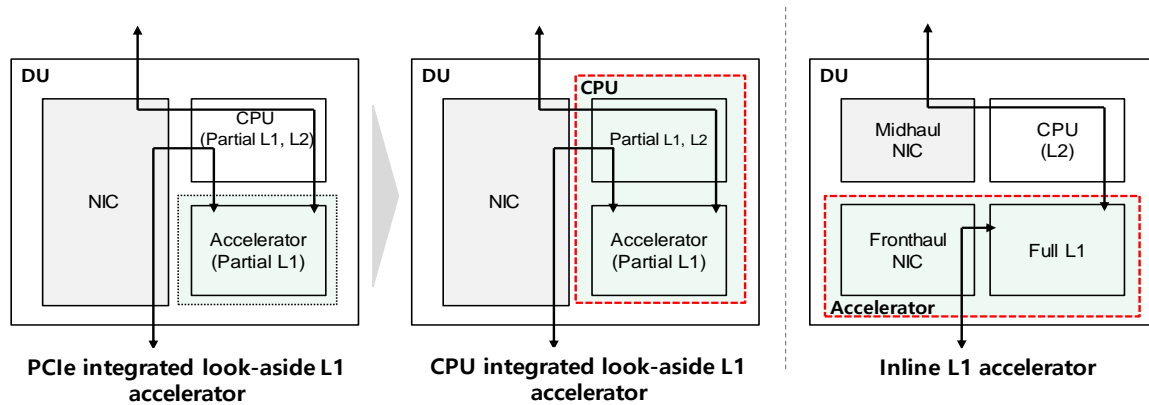 DU
NIC
CPU
(Partial L1, L2)
Accelerator
(Partial L1)
PCIe integrated look-aside L1
accelerator
DU
CPU
NIC
Partial L1, L2
Accelerator
(Partial L1)
CPU integrated look-aside L1
accelerator
DU
Midhaul
NIC
CPU
(L2)
Fronthaul
NIC
Full L1
Accelerator
Inline L1 accelerator